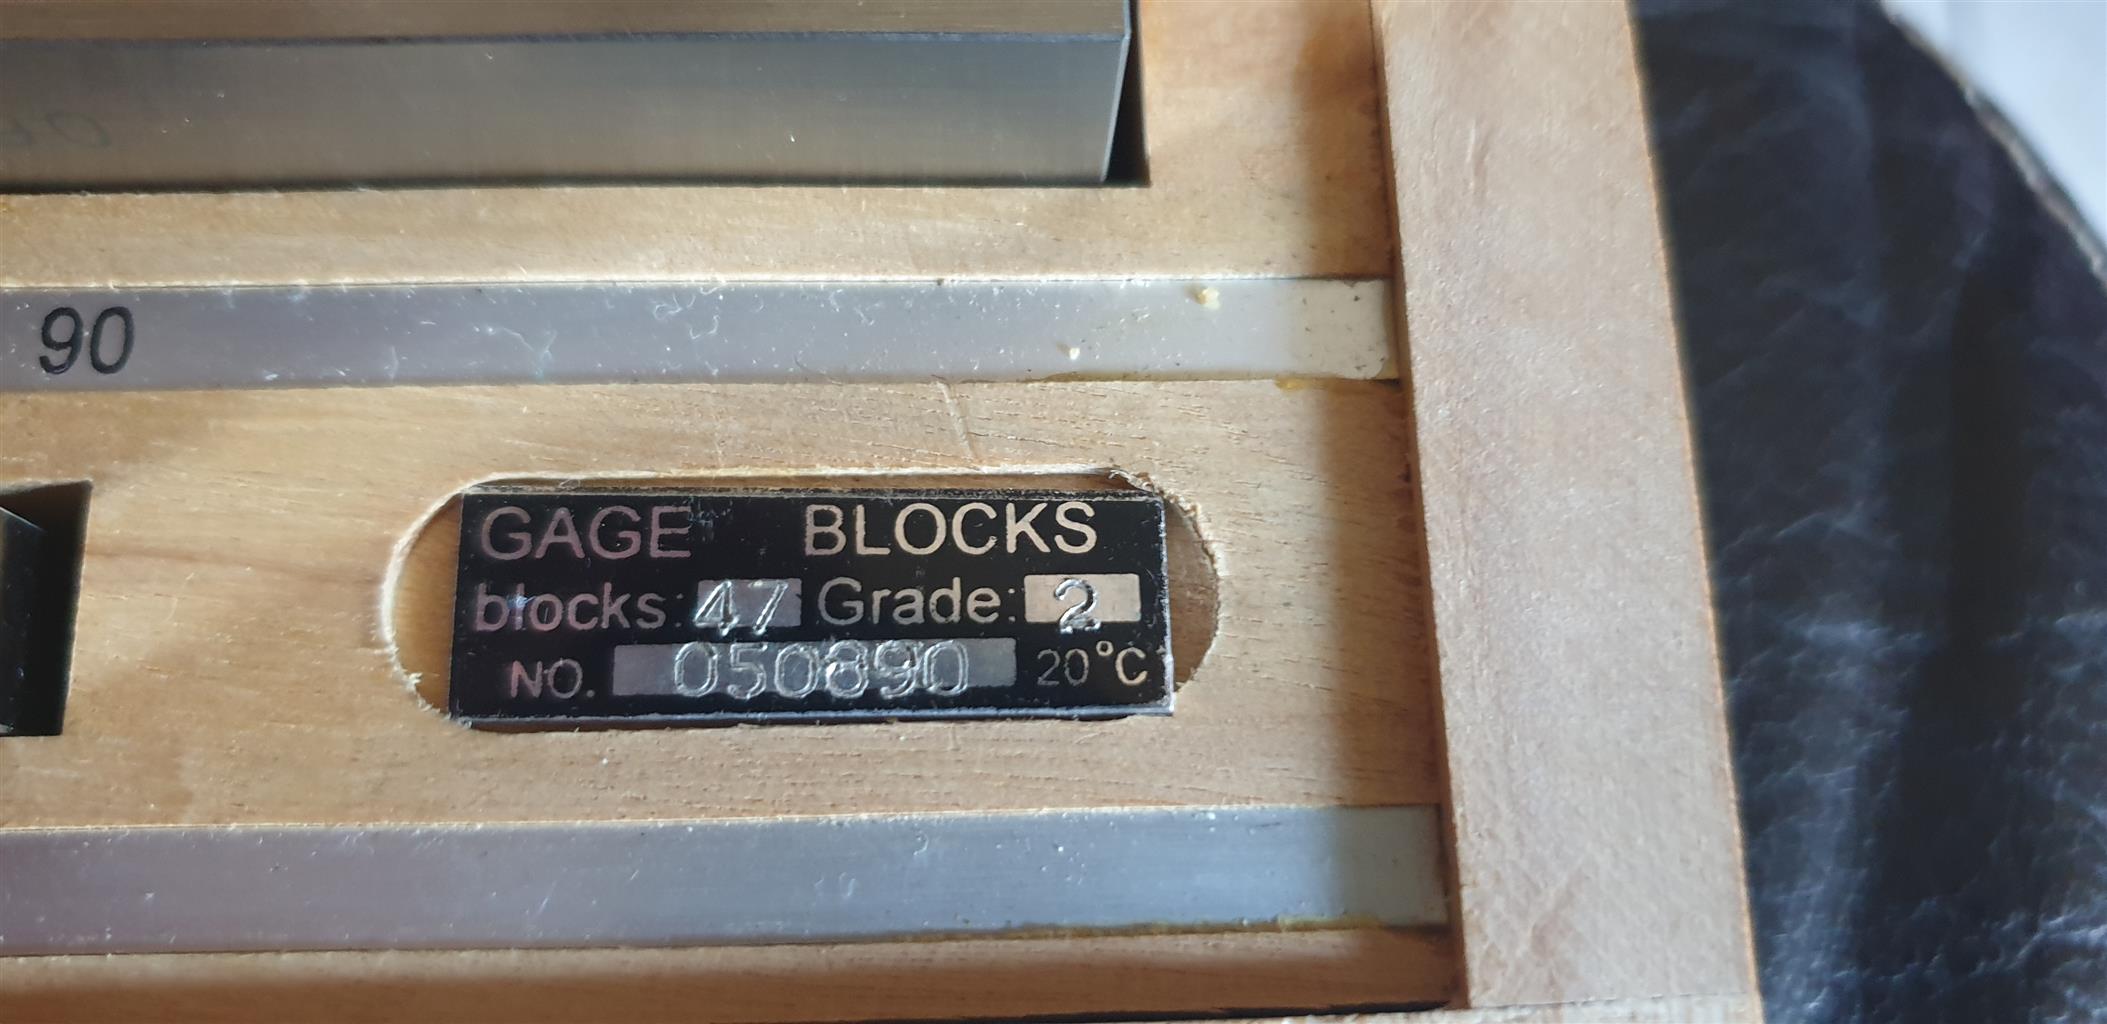 90
GAGE BLOCKS
blocks: 47 Grade: 2
NO. 050890 20°C